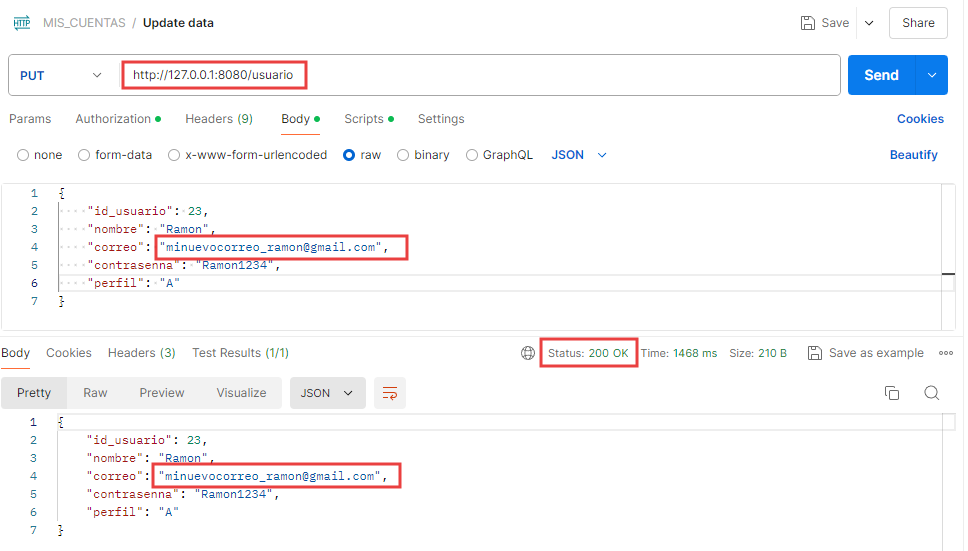 HTTP MIS_CUENTAS / Update data Save Share
PUT http://127.0.0.1:8080/usuario Send
Params Authorization Headers (9) Body Scripts Settings Cookies
none form-data x-www-form-urlencoded raw binary GraphQL JSON Beautify
1 {
2 "id_usuario": 23,
3 "nombre": "Ramon",
4 "correo": "minuevocorreo_ramon@gmail.com",
5 "contrasenna": "Ramon1234",
6 "perfil": "A"
7 }
Body Cookies Headers (3) Test Results (1/1) Status: 200 OK Time: 1468 ms Size: 210 B Save as example
Pretty Raw Preview Visualize JSON
1 {
2 "id_usuario": 23,
3 "nombre": "Ramon",
4 "correo": "minuevocorreo_ramon@gmail.com",
5 "contrasenna": "Ramon1234",
6 "perfil": "A"
7 }